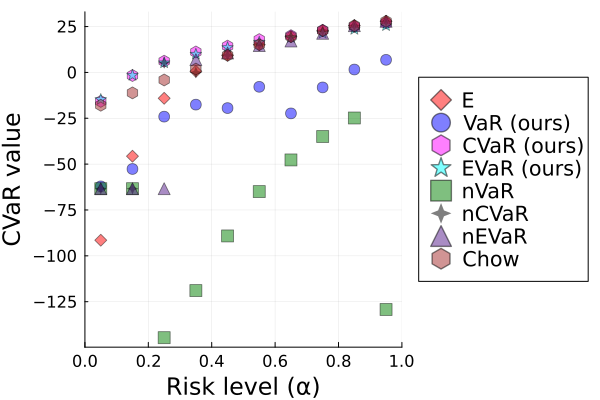 CVaR value
25
0
−25
−50
−75
−100
−125
0.0 0.2 0.4 0.6 0.8 1.0
Risk level (α)
E
VaR (ours)
CVaR (ours)
EVaR (ours)
nVaR
nCVaR
nEVaR
Chow